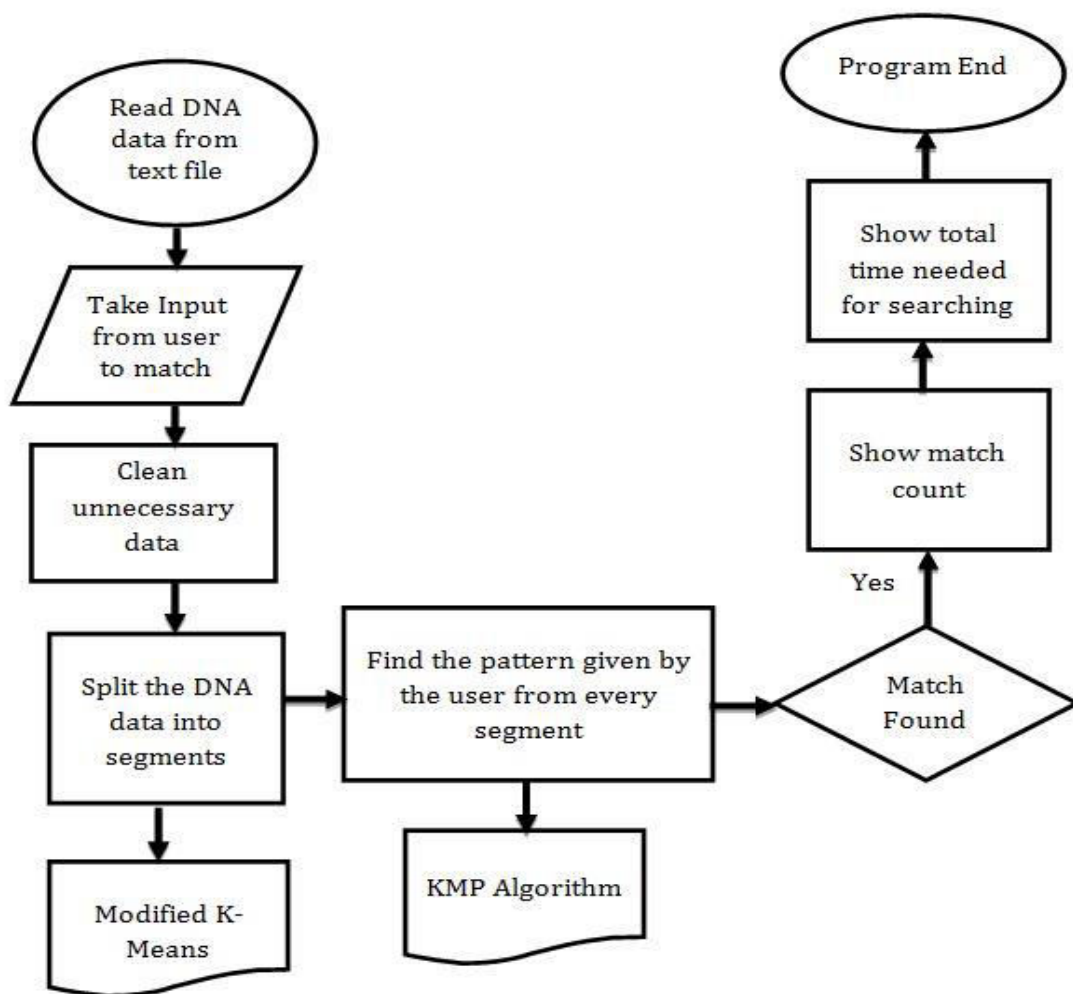 Read DNA
data from
text file
Take Input
from user
to match
Clean
unnecessary
data
Split the DNA
data into
segments
Modified K-
Means
Find the pattern given by
the user from every
segment
KMP Algorithm
Match
Found
Yes
Show match
count
Show total
time needed
for searching
Program End